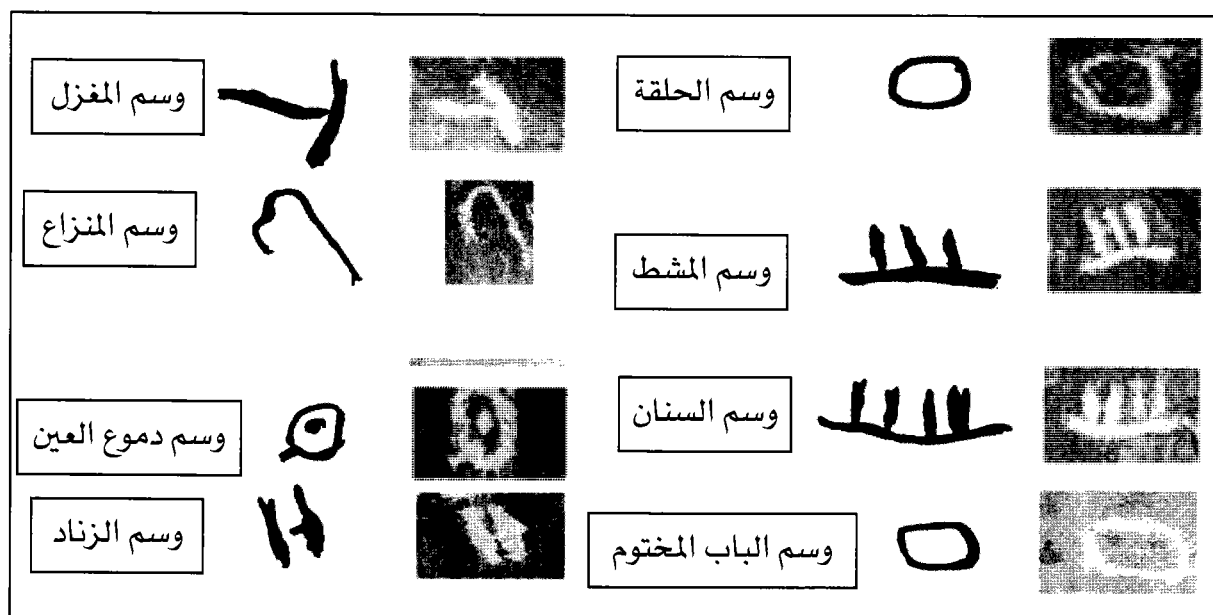 وسم الحلقة
وسم المغزل
وسم المشط
وسم المنزاع
وسم السنان
وسم دموع العين
وسم الباب المختوم
وسم الزناد